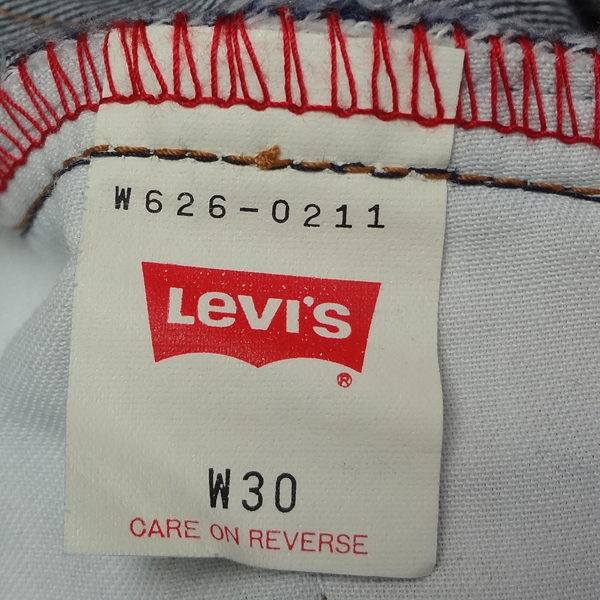 W626-0211
Levi's
®
W30
CARE ON REVERSE